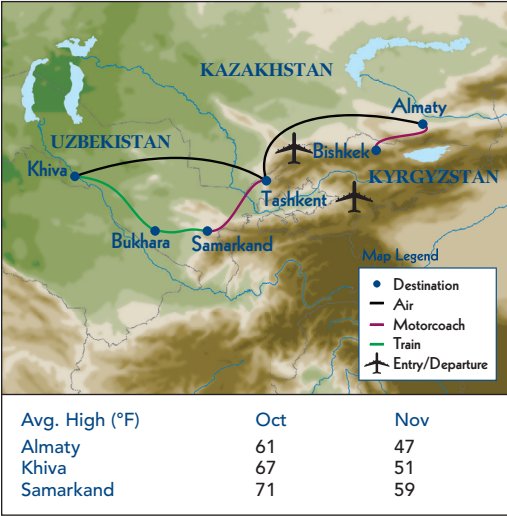 KAZAKHSTAN
Almaty
UZBEKISTAN
Bishkek
Khiva
KYRGYZSTAN
Tashkent
Bukhara
Samarkand
Map Legend
Destination
Air
Motorcoach
Train
Entry/Departure
Avg. High (°F) Oct Nov
Almaty 61 47
Khiva 67 51
Samarkand 71 59